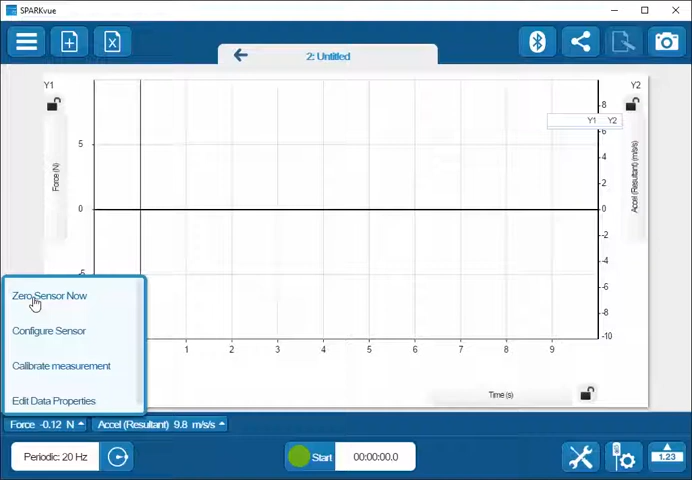 SPARKvue
2: Untitled
Y1
Y2
8
Y1 Y2
6
5
4
2
0
0
-2
-4
-5
-6
-8
-10
Force (N)
Accel (Resultant) (m/s/s)
1 2 3 4 5 6 7 8 9
Time (s)
Zero Sensor Now
Configure Sensor
Calibrate measurement
Edit Data Properties
Force -0.12 N
Accel (Resultant) 9.8 m/s/s
Periodic: 20 Hz
Start
00:00:00.0
1.23